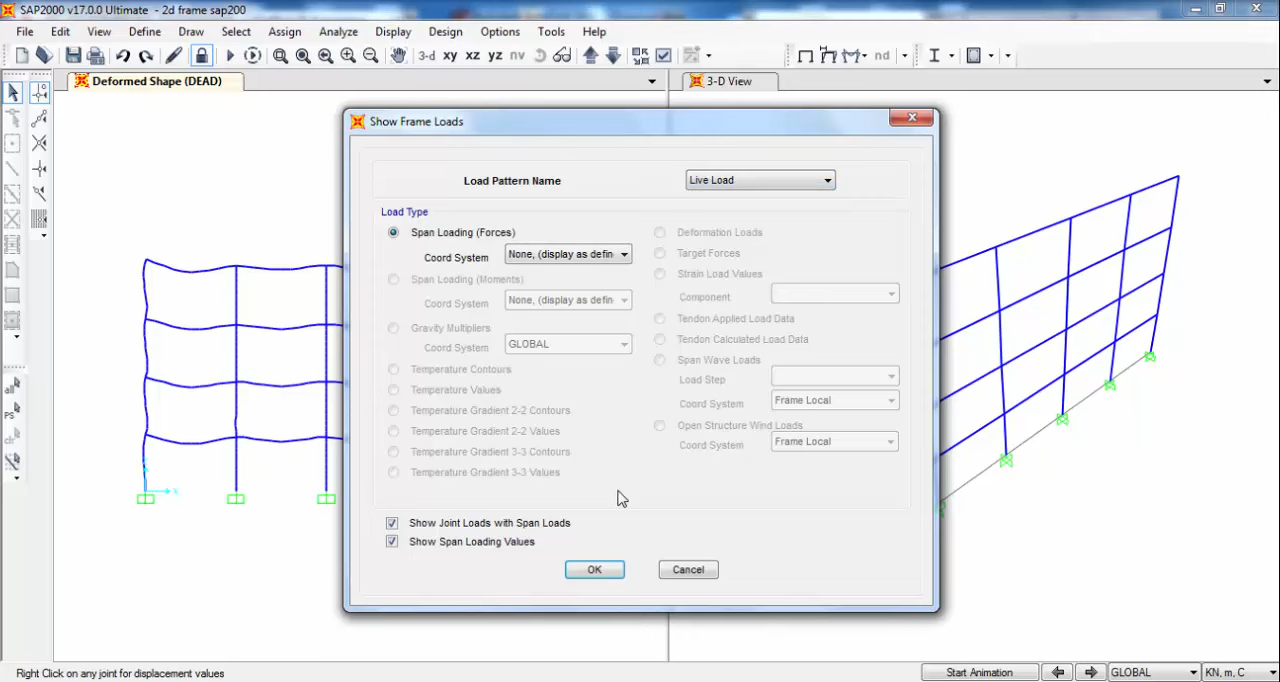 SAP2000 v17.0.0 Ultimate - 2d frame sap200
File Edit View Define Draw Select Assign Analyze Display Design Options Tools Help
3-d xy xz yz nv nd
Deformed Shape (DEAD)
3-D View
Show Frame Loads
Load Pattern Name
Live Load
Load Type
Span Loading (Forces)
Coord System
None, (display as defin
Span Loading (Moments)
Coord System
None, (display as defin
Gravity Multipliers
Coord System
GLOBAL
Temperature Contours
Temperature Values
Temperature Gradient 2-2 Contours
Temperature Gradient 2-2 Values
Temperature Gradient 3-3 Contours
Temperature Gradient 3-3 Values
Deformation Loads
Target Forces
Strain Load Values
Component
Tendon Applied Load Data
Tendon Calculated Load Data
Span Wave Loads
Load Step
Coord System
Frame Local
Open Structure Wind Loads
Coord System
Frame Local
Show Joint Loads with Span Loads
Show Span Loading Values
OK
Cancel
all
PS
clr
X
Right Click on any joint for displacement values
Start Animation
GLOBAL
KN, m, C